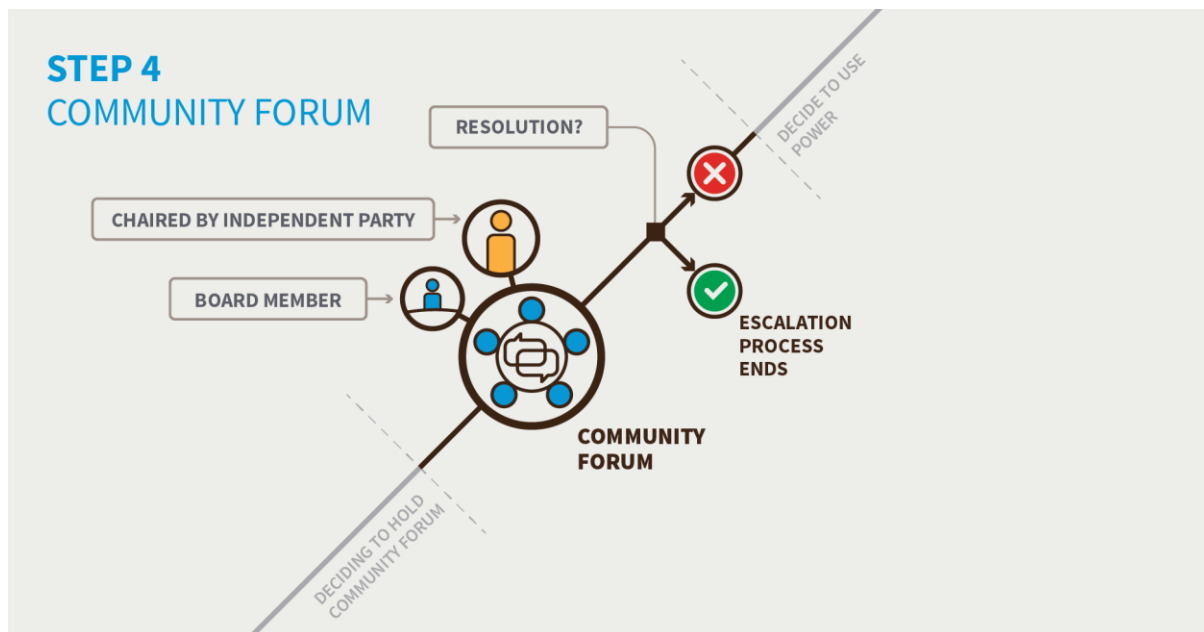 STEP 4
COMMUNITY FORUM
RESOLUTION?
DECIDE TO USE
POWER
CHAIRED BY INDEPENDENT PARTY
BOARD MEMBER
ESCALATION
PROCESS
ENDS
COMMUNITY
FORUM
DECIDING TO HOLD
COMMUNITY FORUM